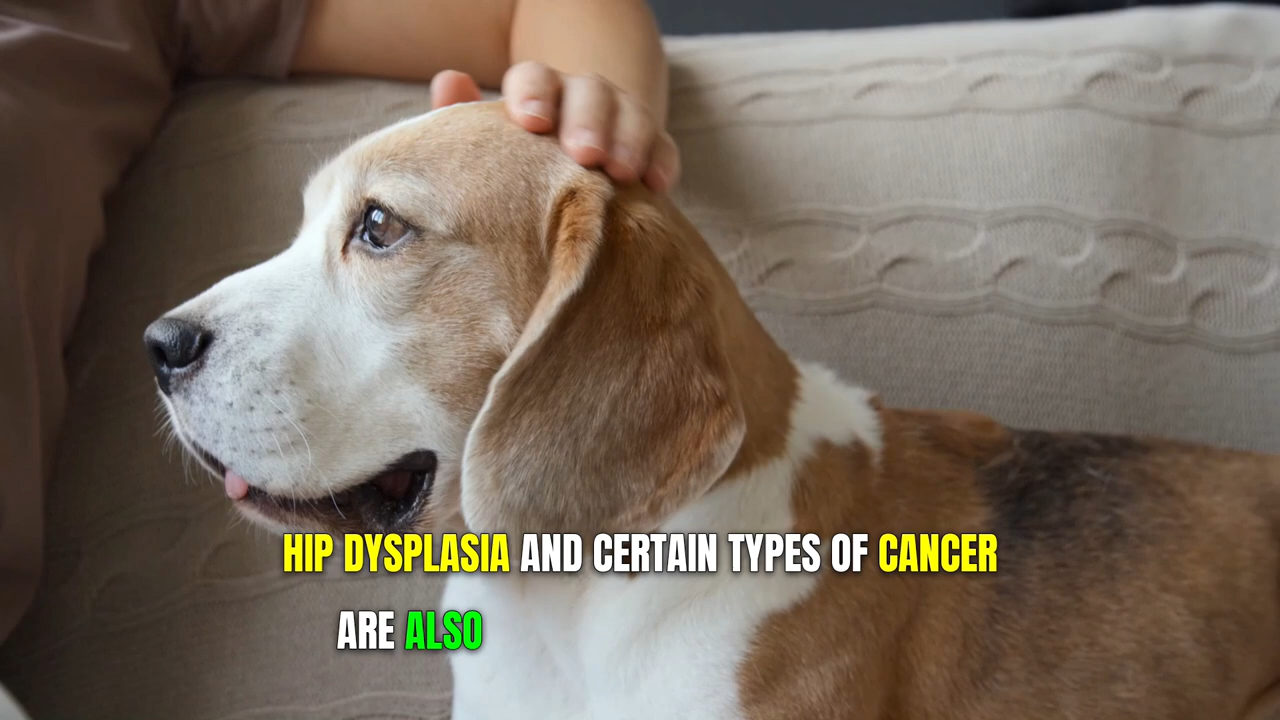 HIP DYSPLASIA AND CERTAIN TYPES OF CANCER
ARE ALSO